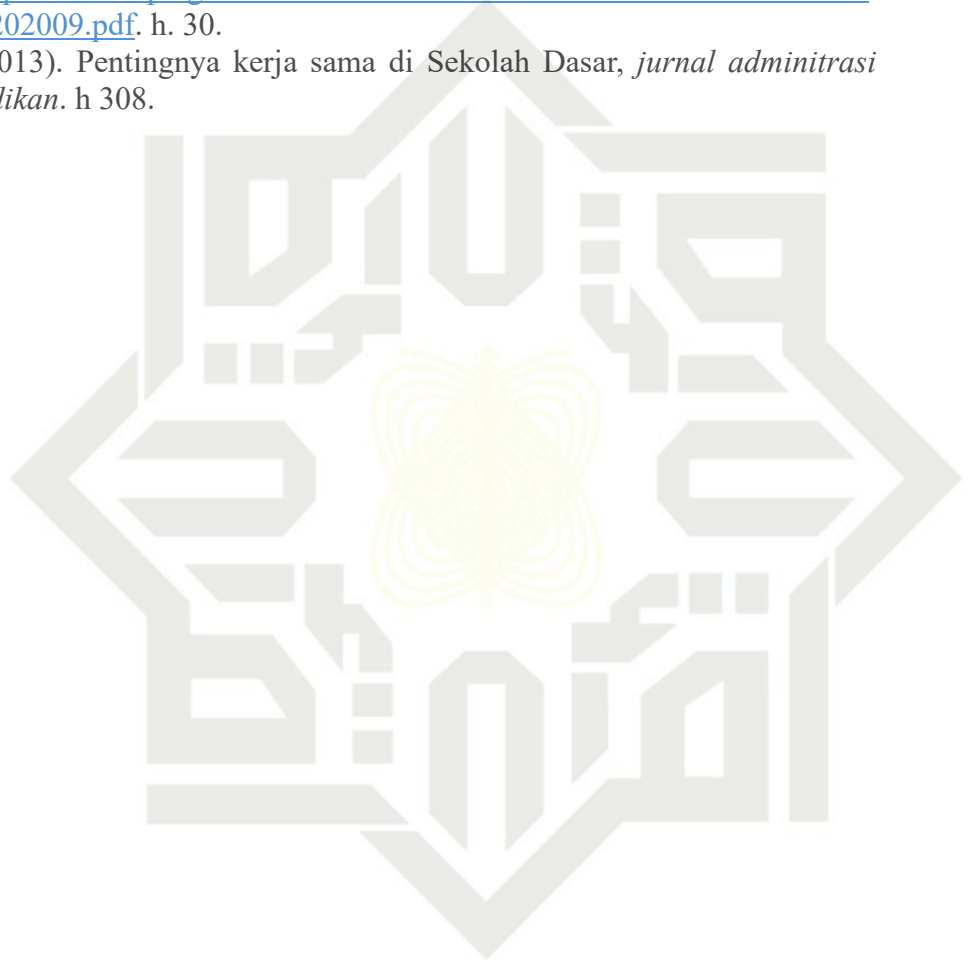 202009.pdf. h. 30.
013). Pentingnya kerja sama di Sekolah Dasar, jurnal adminitrasi
likan. h 308.